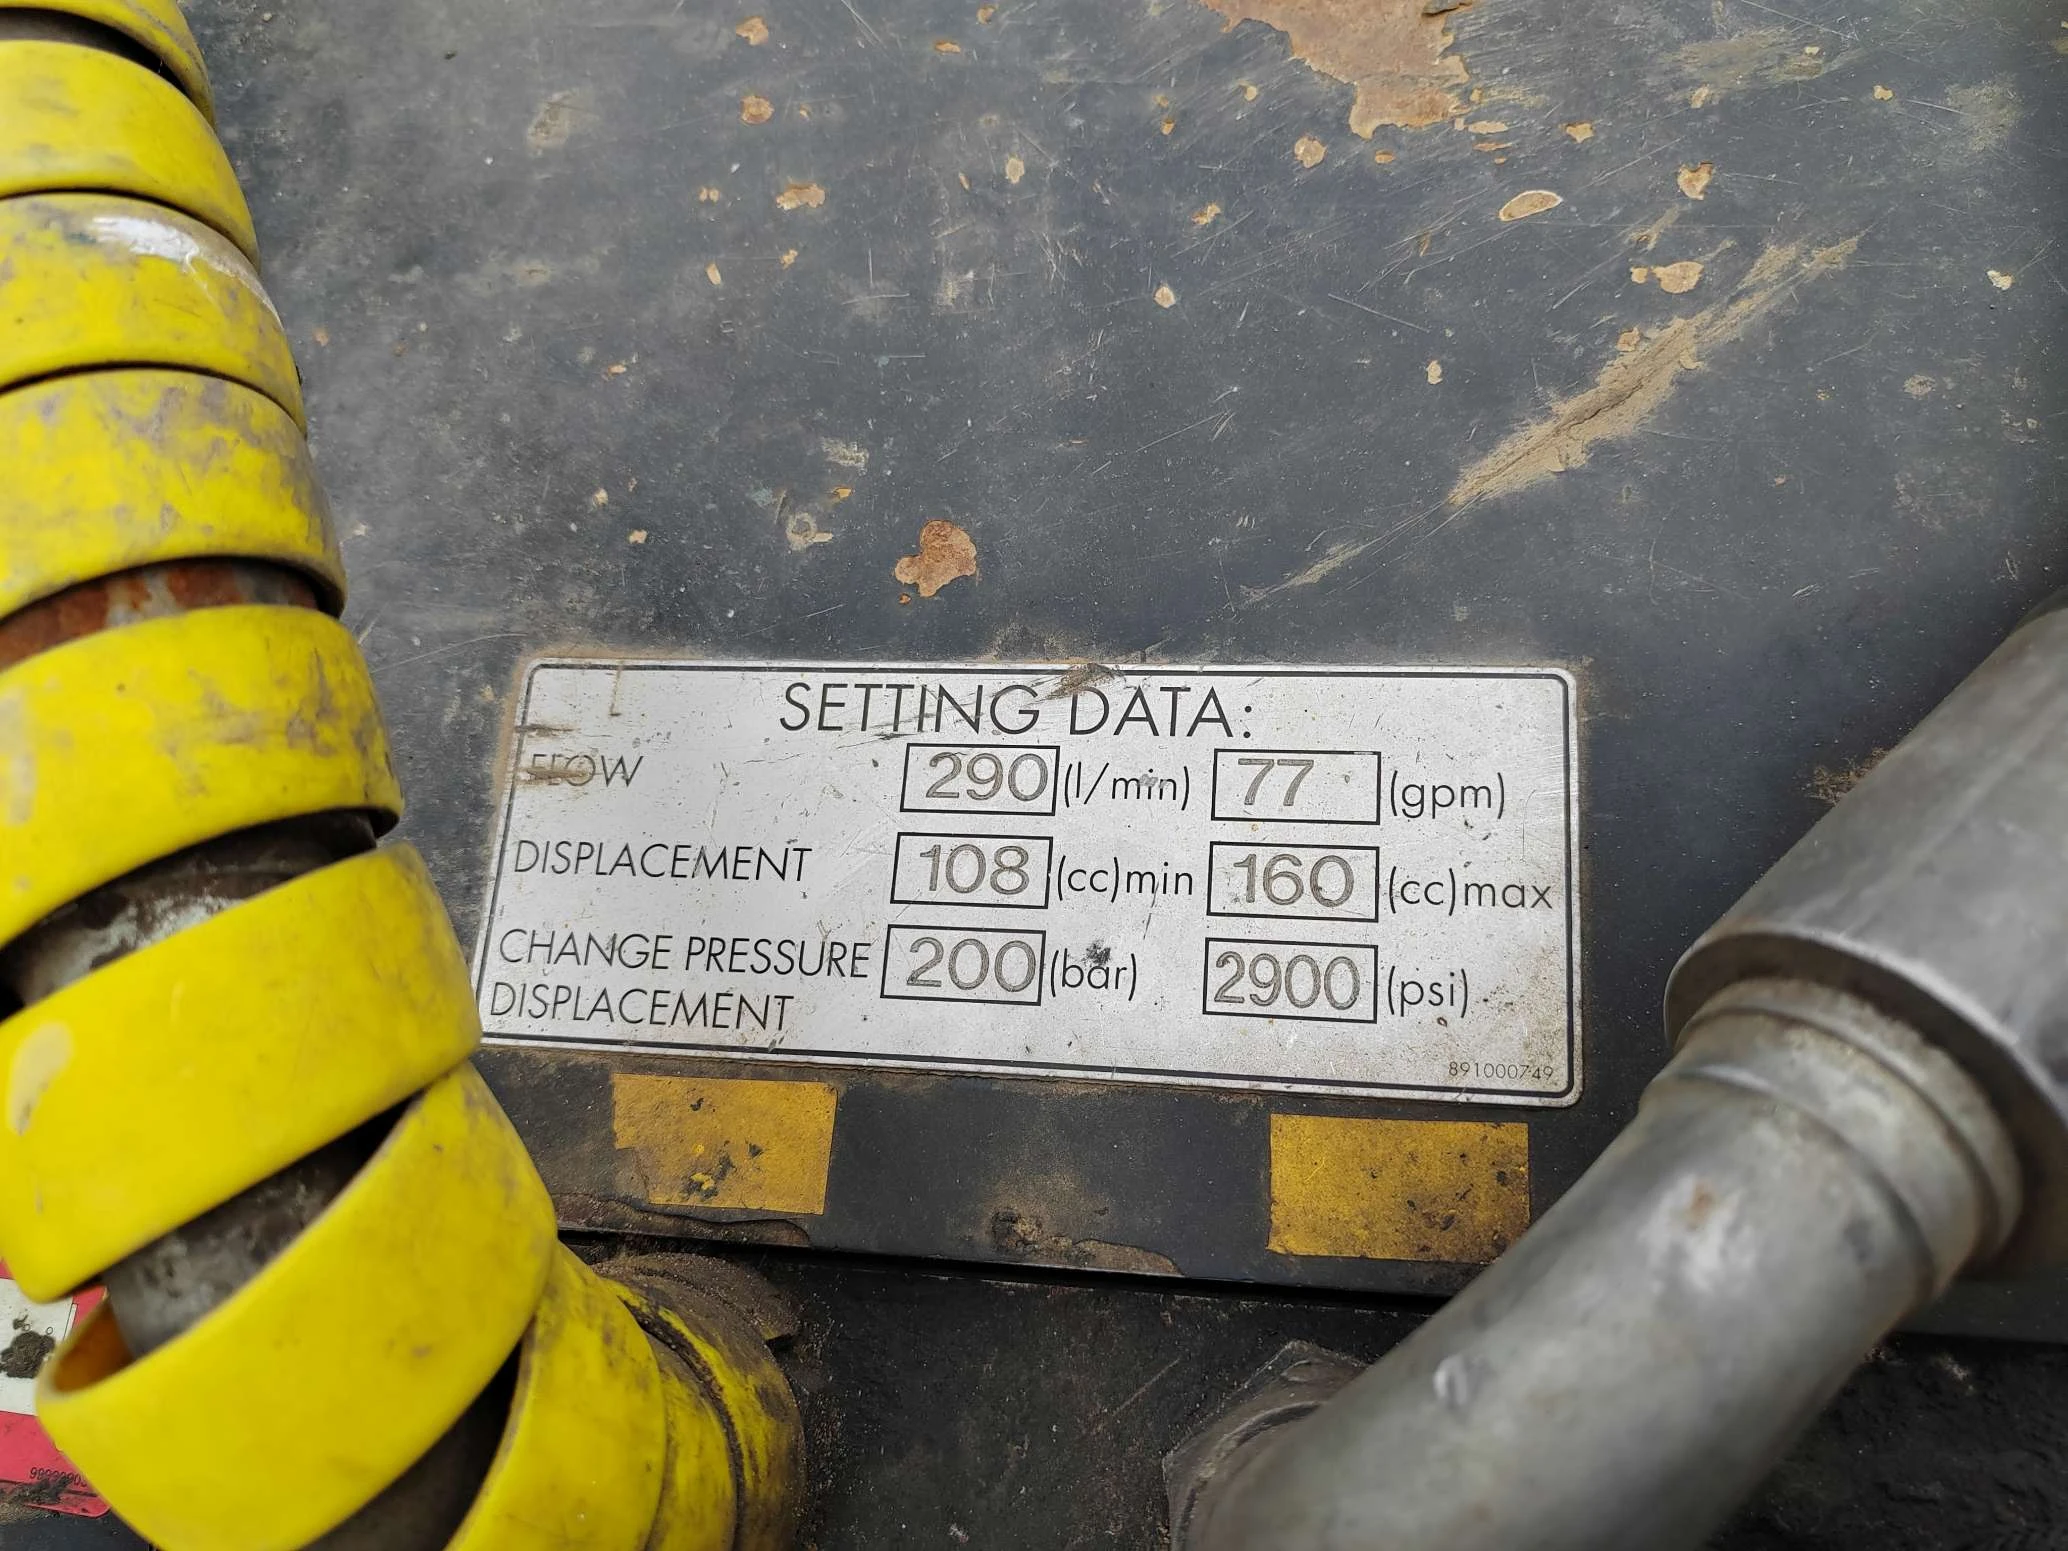 SETTING DATA:
FLOW 290 (l/min) 77 (gpm)
DISPLACEMENT 108 (cc)min 160 (cc)max
CHANGE PRESSURE 200 (bar) 2900 (psi)
DISPLACEMENT
891000749